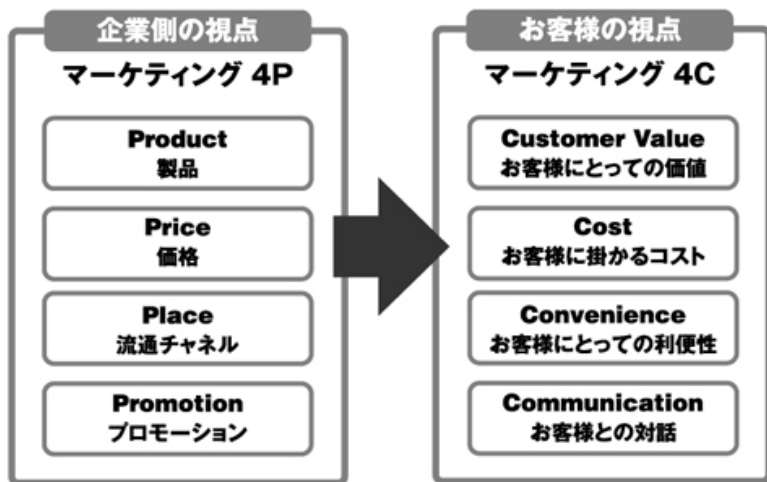 企業側の視点
マーケティング 4P
Product
製品
Price
価格
Place
流通チャネル
Promotion
プロモーション
お客様の視点
マーケティング 4C
Customer Value
お客様にとっての価値
Cost
お客様に掛かるコスト
Convenience
お客様にとっての利便性
Communication
お客様との対話